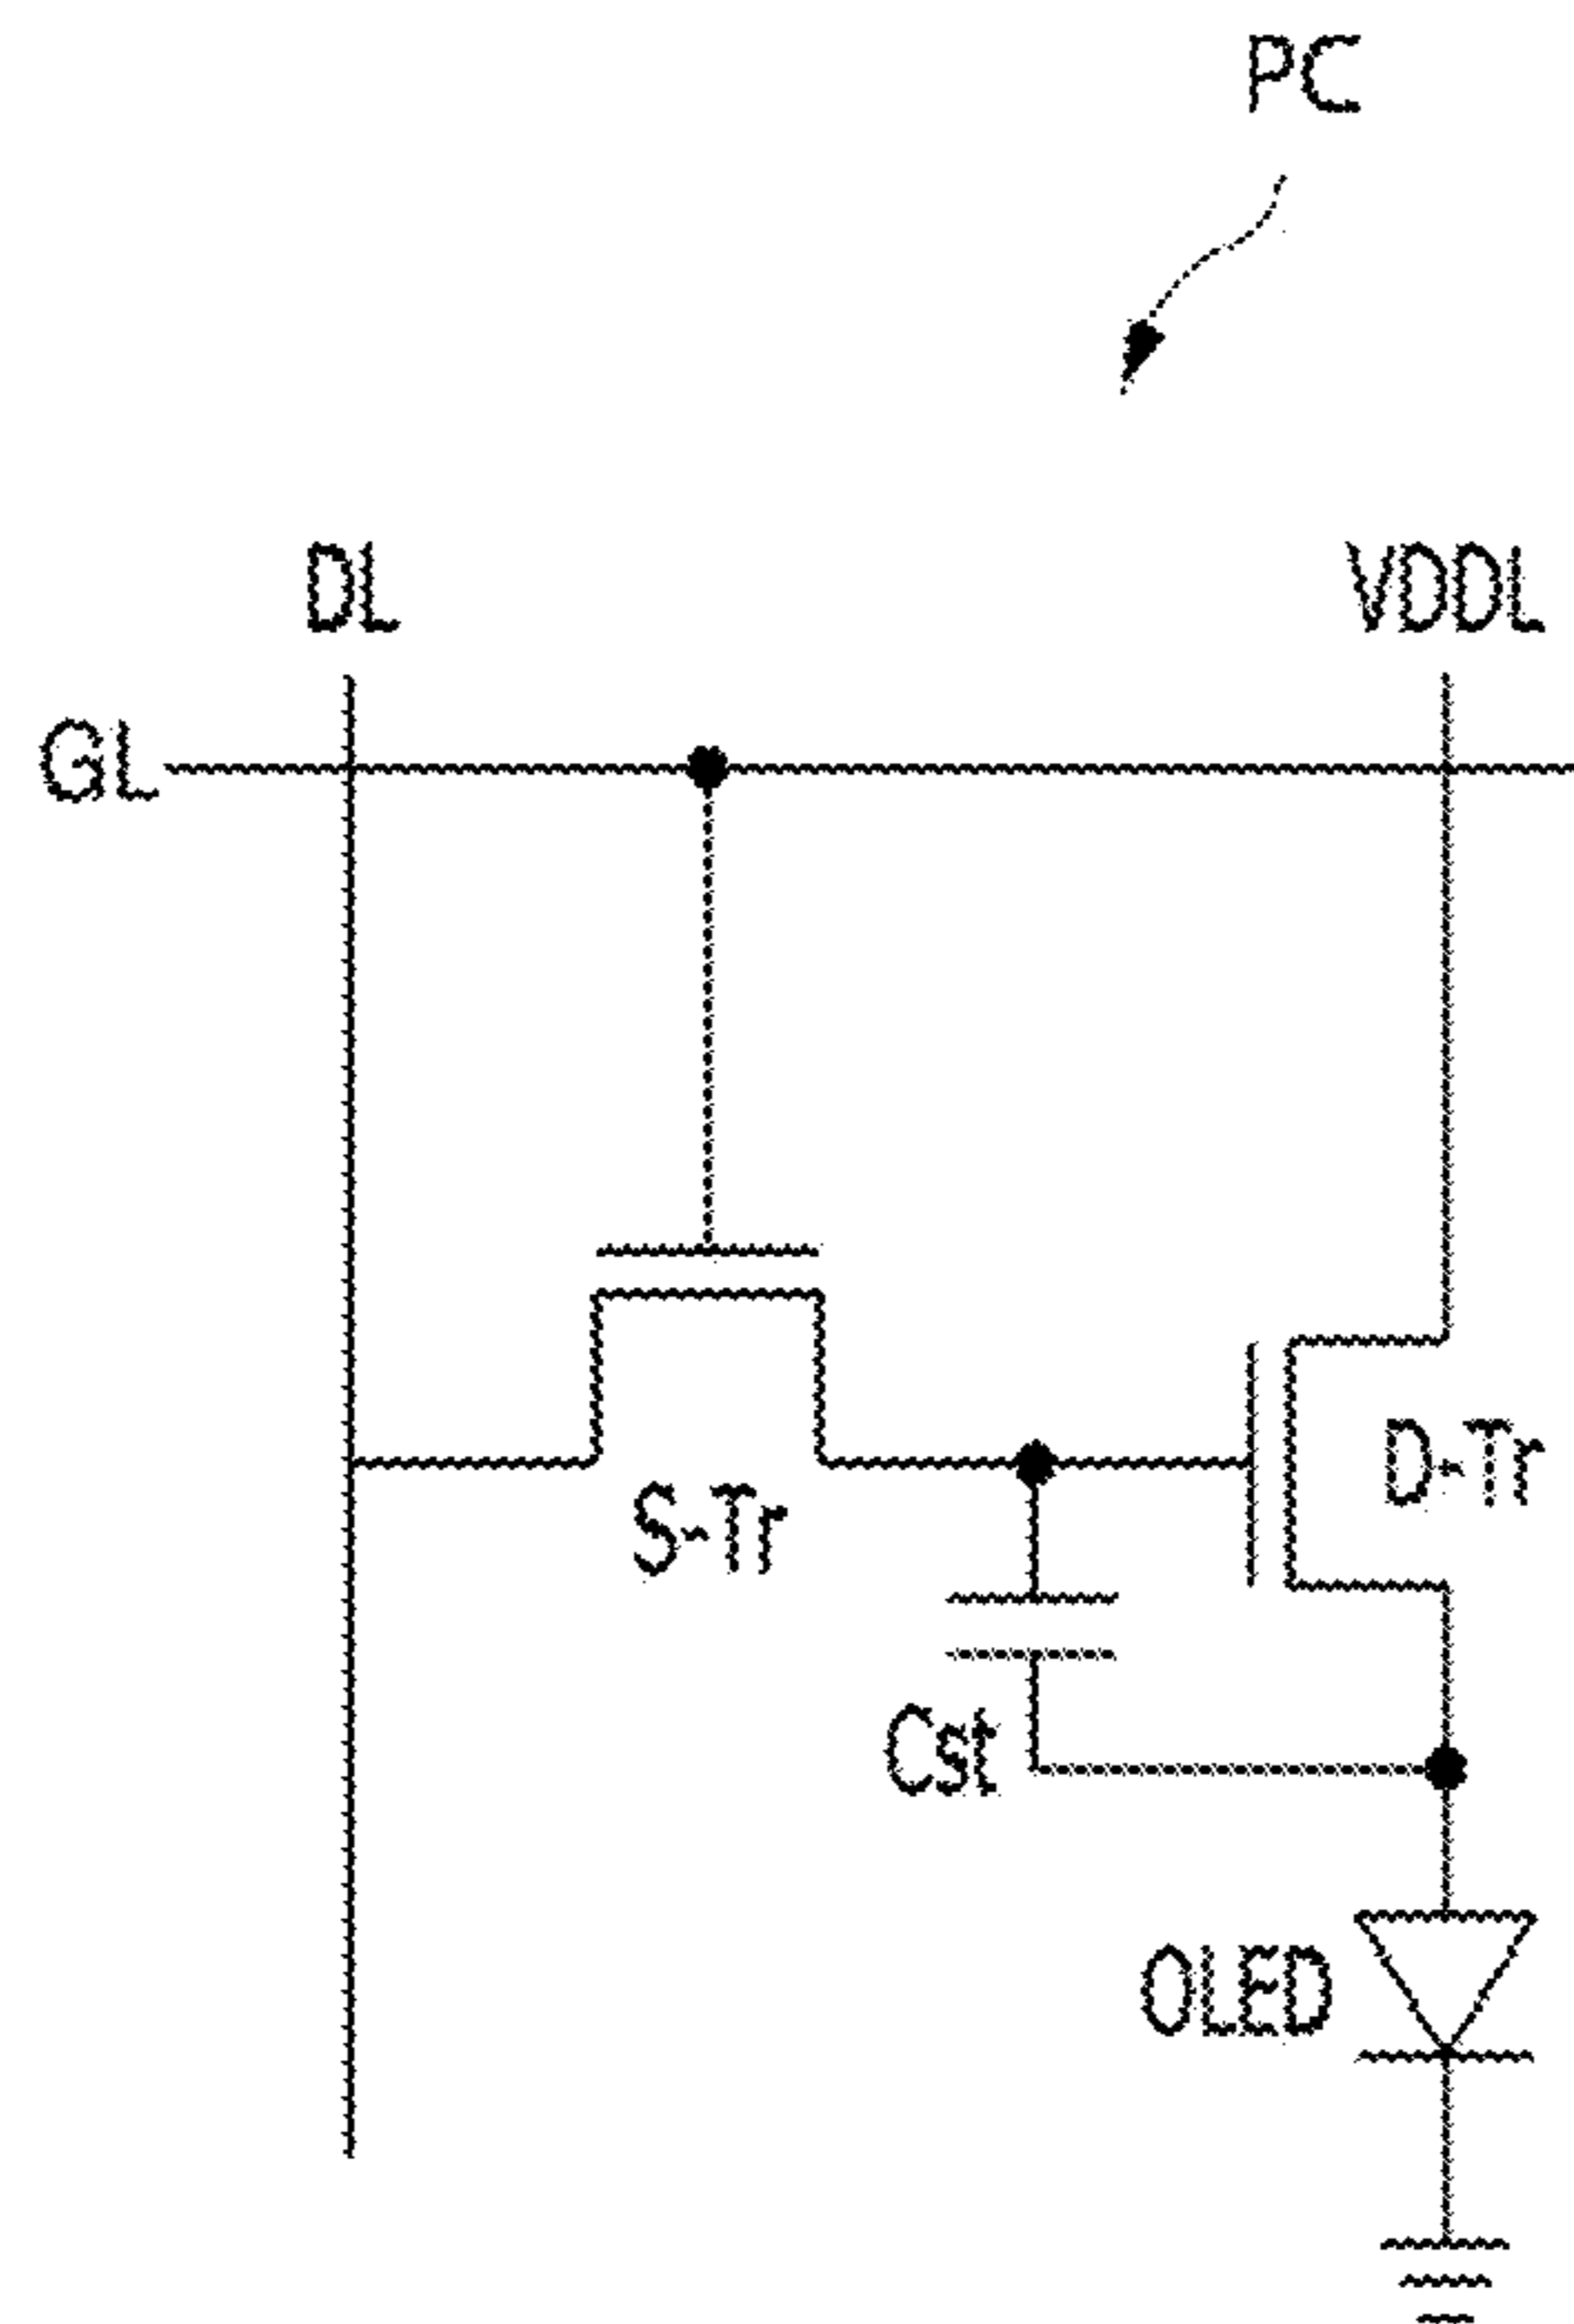 PC
DL
VDDL
GL
D-Tr
S-Tr
Cst
OLED